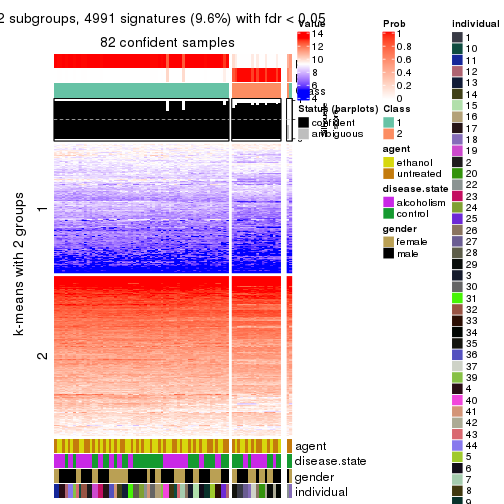 2 subgroups, 4991 signatures (9.6%) with fdr < 0.05
82 confident samples
k-means with 2 groups
1
2
Value
14
12
10
8
6
4
Status (barplots)
confident
ambiguous
Prob
1
0.8
0.6
0.4
0.2
0
Class
1
2
agent
ethanol
untreated
disease.state
alcoholism
control
gender
female
male
individual
1
10
11
12
13
14
15
16
17
18
19
2
20
22
23
24
25
26
27
28
29
3
30
31
32
33
34
35
36
37
39
4
40
41
42
43
44
5
6
7
8
9
agent
disease.state
gender
individual